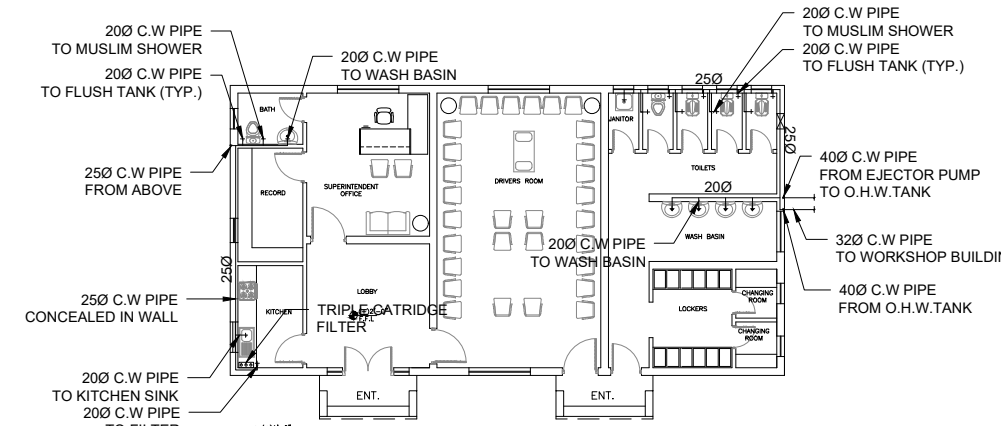 20Ø C.W PIPE
TO MUSLIM SHOWER
20Ø C.W PIPE
TO FLUSH TANK (TYP.)
20Ø C.W PIPE
TO WASH BASIN
25Ø C.W PIPE
FROM ABOVE
25Ø
25Ø C.W PIPE
CONCEALED IN WALL
20Ø C.W PIPE
TO KITCHEN SINK
20Ø C.W PIPE
TO FILTER
BATH
RECORD
SUPERINTENDENT
OFFICE
KITCHEN
LOBBY
TRIPLE CATRIDGE
FILTER
F.F.L
ENT.
DRIVERS ROOM
20Ø C.W PIPE
TO WASH BASIN
ENT.
20Ø C.W PIPE
TO MUSLIM SHOWER
20Ø C.W PIPE
TO FLUSH TANK (TYP.)
25Ø
JANITOR
25Ø
TOILETS
20Ø
WASH BASIN
LOCKERS
CHANGING
ROOM
CHANGING
ROOM
40Ø C.W PIPE
FROM EJECTOR PUMP
TO O.H.W.TANK
32Ø C.W PIPE
TO WORKSHOP BUILDIN
40Ø C.W PIPE
FROM O.H.W.TANK